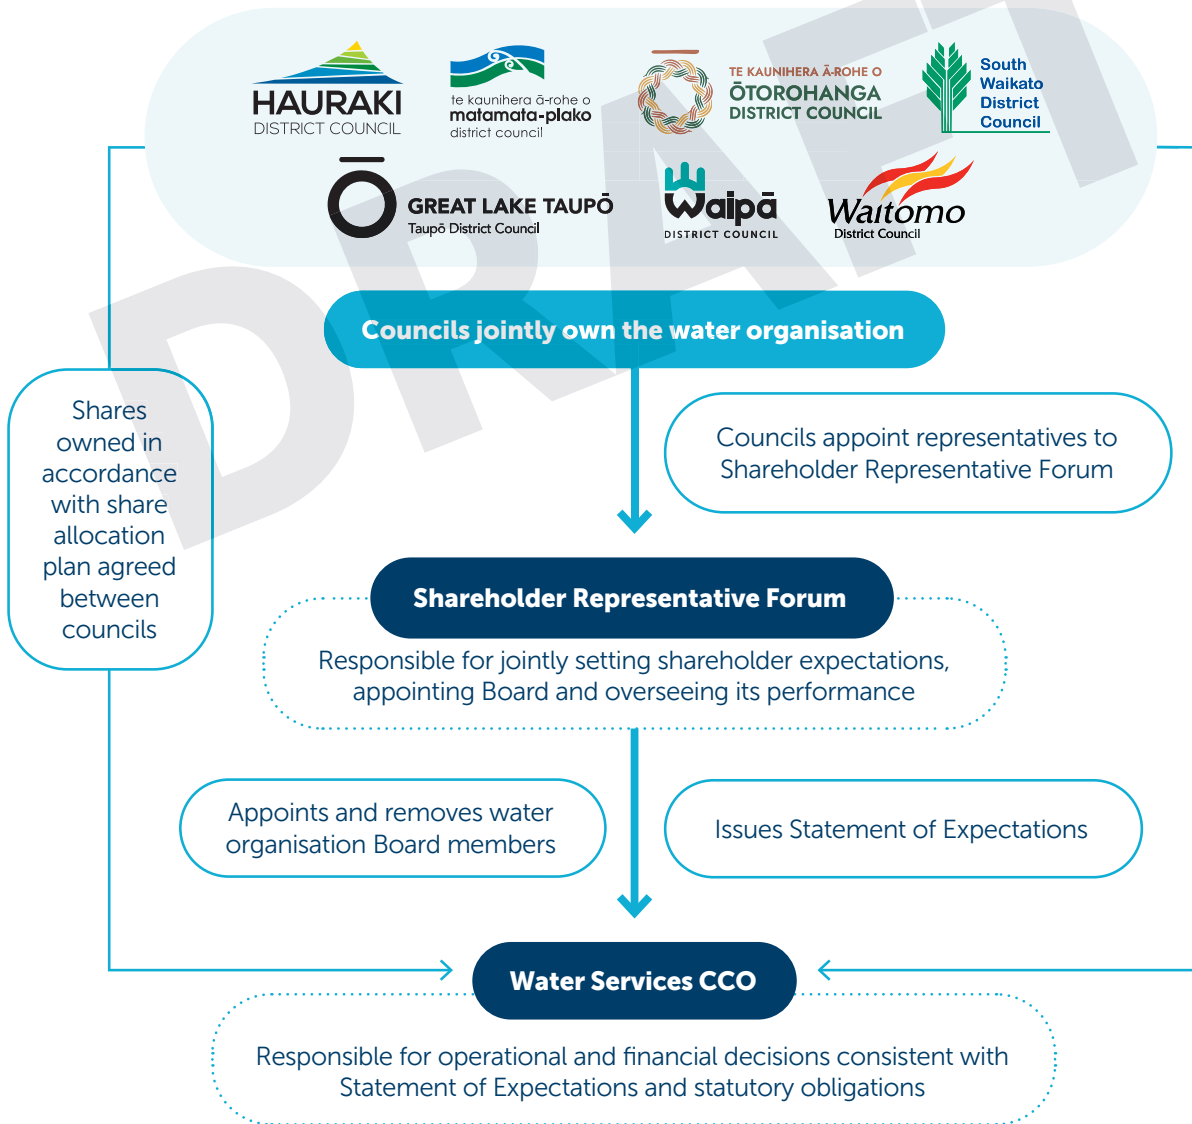 HAURAKI
DISTRICT COUNCIL
te kaunihera ā-rohe o
matamata-piako
district council
TE KAUNIHERA Ā-ROHE O
ŌTOROHANGA
DISTRICT COUNCIL
South
Waikato
District
Council
GREAT LAKE TAUPŌ
Taupō District Council
Waipā
DISTRICT COUNCIL
Waitomo
District Council
DRAFT
Councils jointly own the water organisation
Shares
owned in
accordance
with share
allocation
plan agreed
between
councils
Councils appoint representatives to
Shareholder Representative Forum
Shareholder Representative Forum
Responsible for jointly setting shareholder expectations,
appointing Board and overseeing its performance
Appoints and removes water
organisation Board members
Issues Statement of Expectations
Water Services CCO
Responsible for operational and financial decisions consistent with
Statement of Expectations and statutory obligations